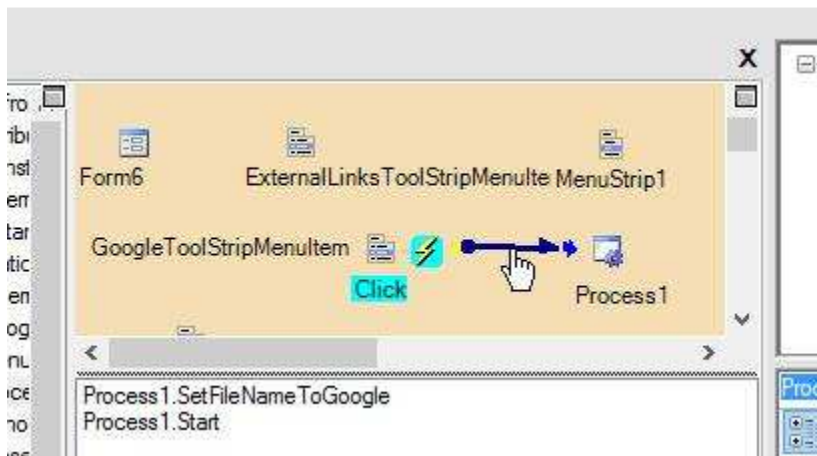 X
Form6
ExternalLinksToolStripMenuIte
MenuStrip1
GoogleToolStripMenuItem
Click
Process1
Process1.SetFileNameToGoogle
Process1.Start